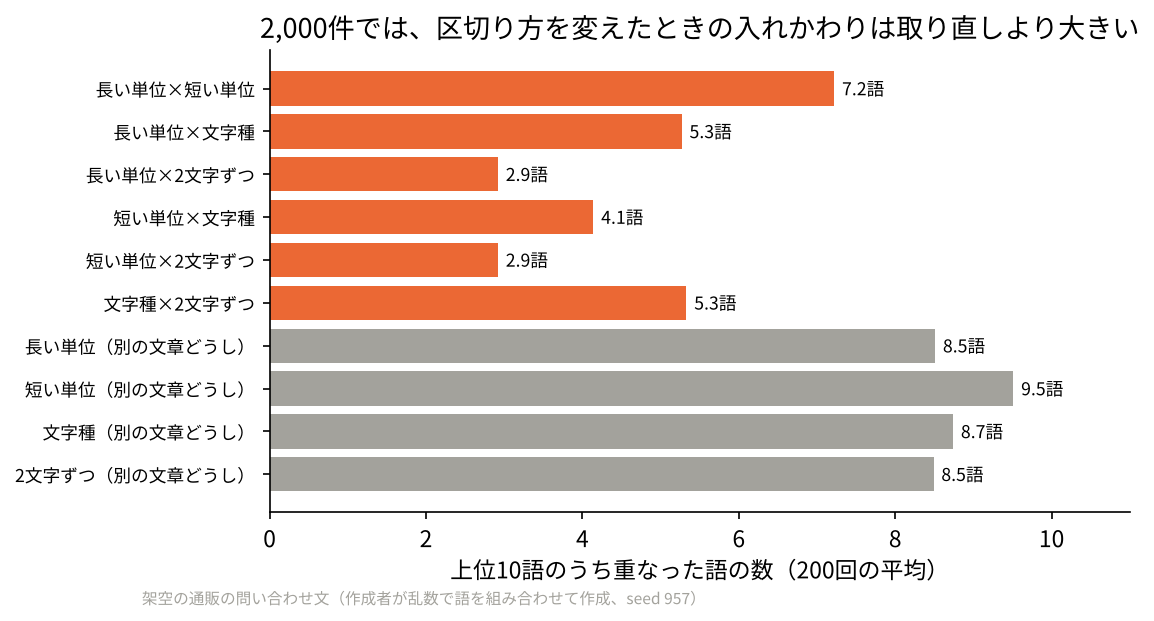 2,000件では、区切り方を変えたときの入れかわりは取り直しより大きい
長い単位×短い単位
7.2語
長い単位×文字種
5.3語
長い単位×2文字ずつ
2.9語
短い単位×文字種
4.1語
短い単位×2文字ずつ
2.9語
文字種×2文字ずつ
5.3語
長い単位（別の文章どうし）
8.5語
短い単位（別の文章どうし）
9.5語
文字種（別の文章どうし）
8.7語
2文字ずつ（別の文章どうし）
8.5語
0 2 4 6 8 10
上位10語のうち重なった語の数（200回の平均）
架空の通販の問い合わせ文（作成者が乱数で語を組み合わせて作成、seed 957）